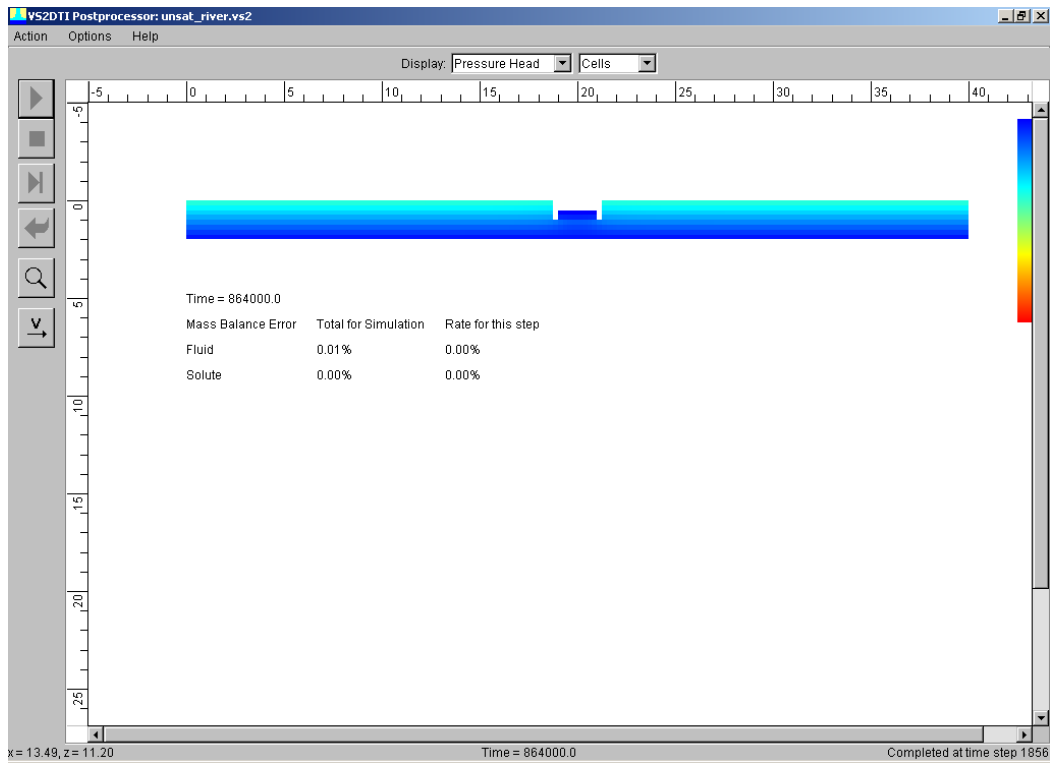 VS2DTI Postprocessor: unsat_river.vs2
Action Options Help
Display: Pressure Head Cells
-5 0 5 10 15 20 25 30 35 40
-5
0
5
10
15
20
25
Time = 864000.0
Mass Balance Error Total for Simulation Rate for this step
Fluid 0.01% 0.00%
Solute 0.00% 0.00%
V
x = 13.49, z = 11.20 Time = 864000.0 Completed at time step 1856